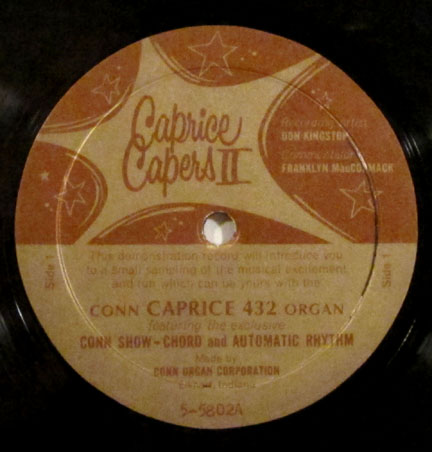 Caprice
Capers II
Recording Artist
DON KINGSTON
Commentator
FRANKLYN MacCORMACK
Side 1
Side 1
This demonstration record will introduce you
to a small sampling of the musical excitement
and fun which can be yours with the
CONN CAPRICE 432 ORGAN
featuring the exclusive
CONN SHOW-CHORD and AUTOMATIC RHYTHM
Made by
CONN ORGAN CORPORATION
Elkhart, Indiana
5-5802A